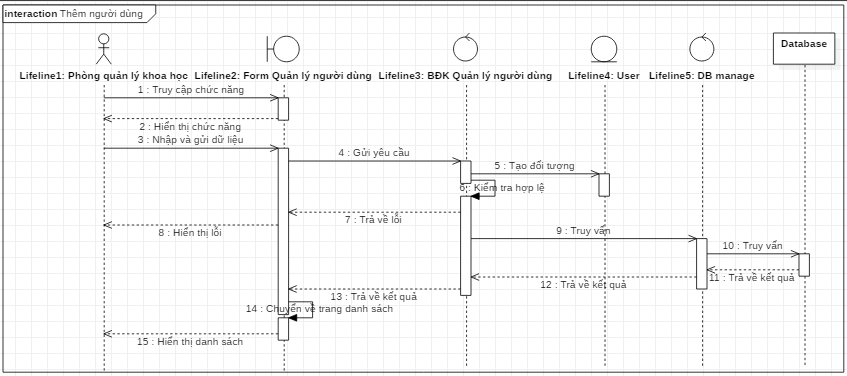 interaction Thêm người dùng
Database
Lifeline1: Phòng quản lý khoa học Lifeline2: Form Quản lý người dùng Lifeline3: BĐK Quản lý người dùng Lifeline4: User Lifeline5: DB manage
1 : Truy cập chức năng
2 : Hiển thị chức năng
3 : Nhập và gửi dữ liệu
4 : Gửi yêu cầu
5 : Tạo đối tượng
6 : Kiểm tra hợp lệ
7 : Trả về lỗi
8 : Hiển thị lỗi
9 : Truy vấn
10 : Truy vấn
11 : Trả về kết quả
12 : Trả về kết quả
13 : Trả về kết quả
14 : Chuyển về trang danh sách
15 : Hiển thị danh sách